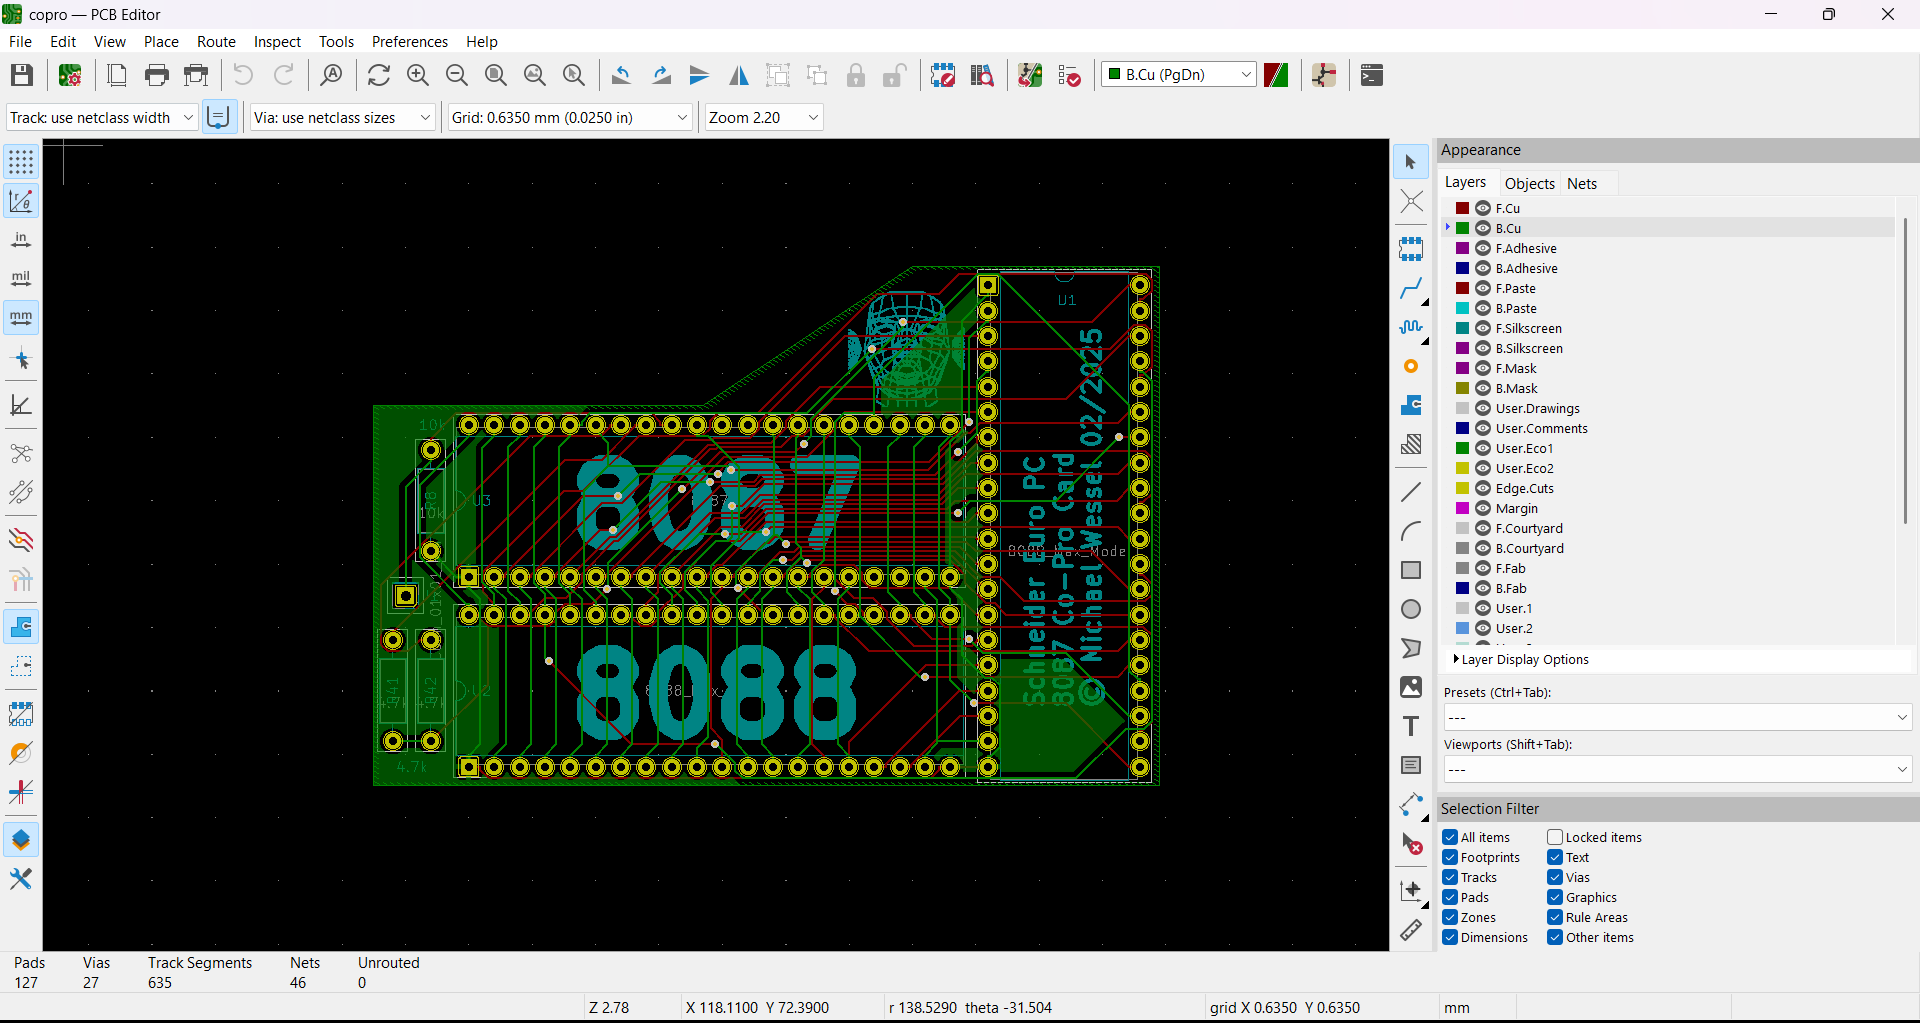 copro — PCB Editor
File Edit View Place Route Inspect Tools Preferences Help
B.Cu (PgDn)
Track: use netclass width
Via: use netclass sizes
Grid: 0.6350 mm (0.0250 in)
Zoom 2.20
in
mil
mm
U1
10k
8087
U3
10k
Schneider Euro PC
8087 Co-Pro Card
© Michael Wessel 02/2025
8088
U2
4.7k
4.7k
4.7k
Appearance
Layers Objects Nets
F.Cu
B.Cu
F.Adhesive
B.Adhesive
F.Paste
B.Paste
F.Silkscreen
B.Silkscreen
F.Mask
B.Mask
User.Drawings
User.Comments
User.Eco1
User.Eco2
Edge.Cuts
Margin
F.Courtyard
B.Courtyard
F.Fab
B.Fab
User.1
User.2
Layer Display Options
Presets (Ctrl+Tab):
---
Viewports (Shift+Tab):
---
Selection Filter
All items Locked items
Footprints Text
Tracks Vias
Pads Graphics
Zones Rule Areas
Dimensions Other items
Pads Vias Track Segments Nets Unrouted
127 27 635 46 0
Z 2.78 X 118.1100 Y 72.3900 r 138.5290 theta -31.504 grid X 0.6350 Y 0.6350 mm